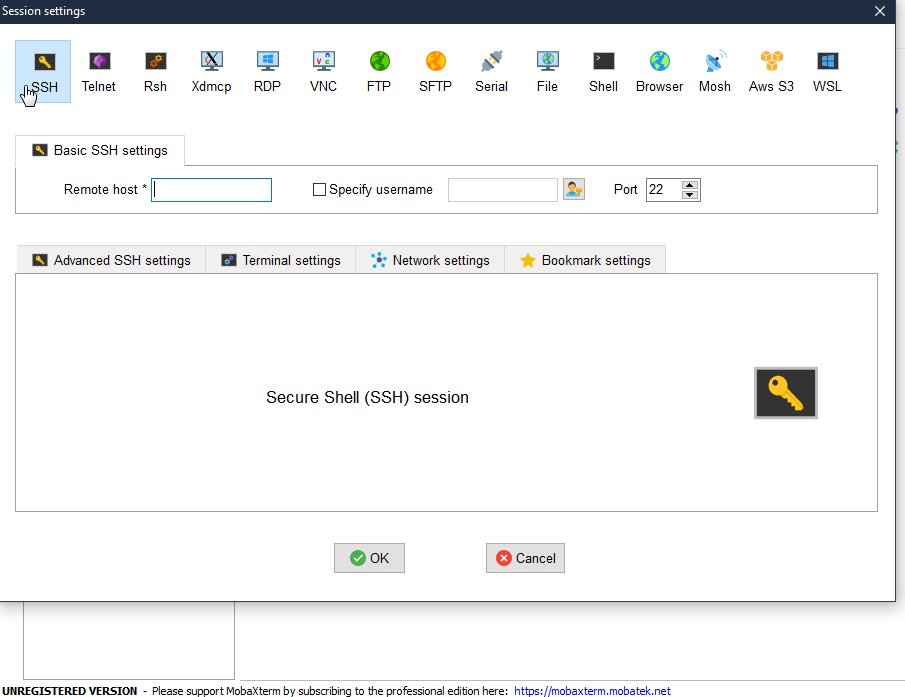 Session settings
SSH Telnet Rsh Xdmcp RDP VNC FTP SFTP Serial File Shell Browser Mosh Aws S3 WSL
Basic SSH settings
Remote host * Specify username Port 22
Advanced SSH settings Terminal settings Network settings Bookmark settings
Secure Shell (SSH) session
OK Cancel
UNREGISTERED VERSION - Please support MobaXterm by subscribing to the professional edition here: https://mobaxterm.mobatek.net